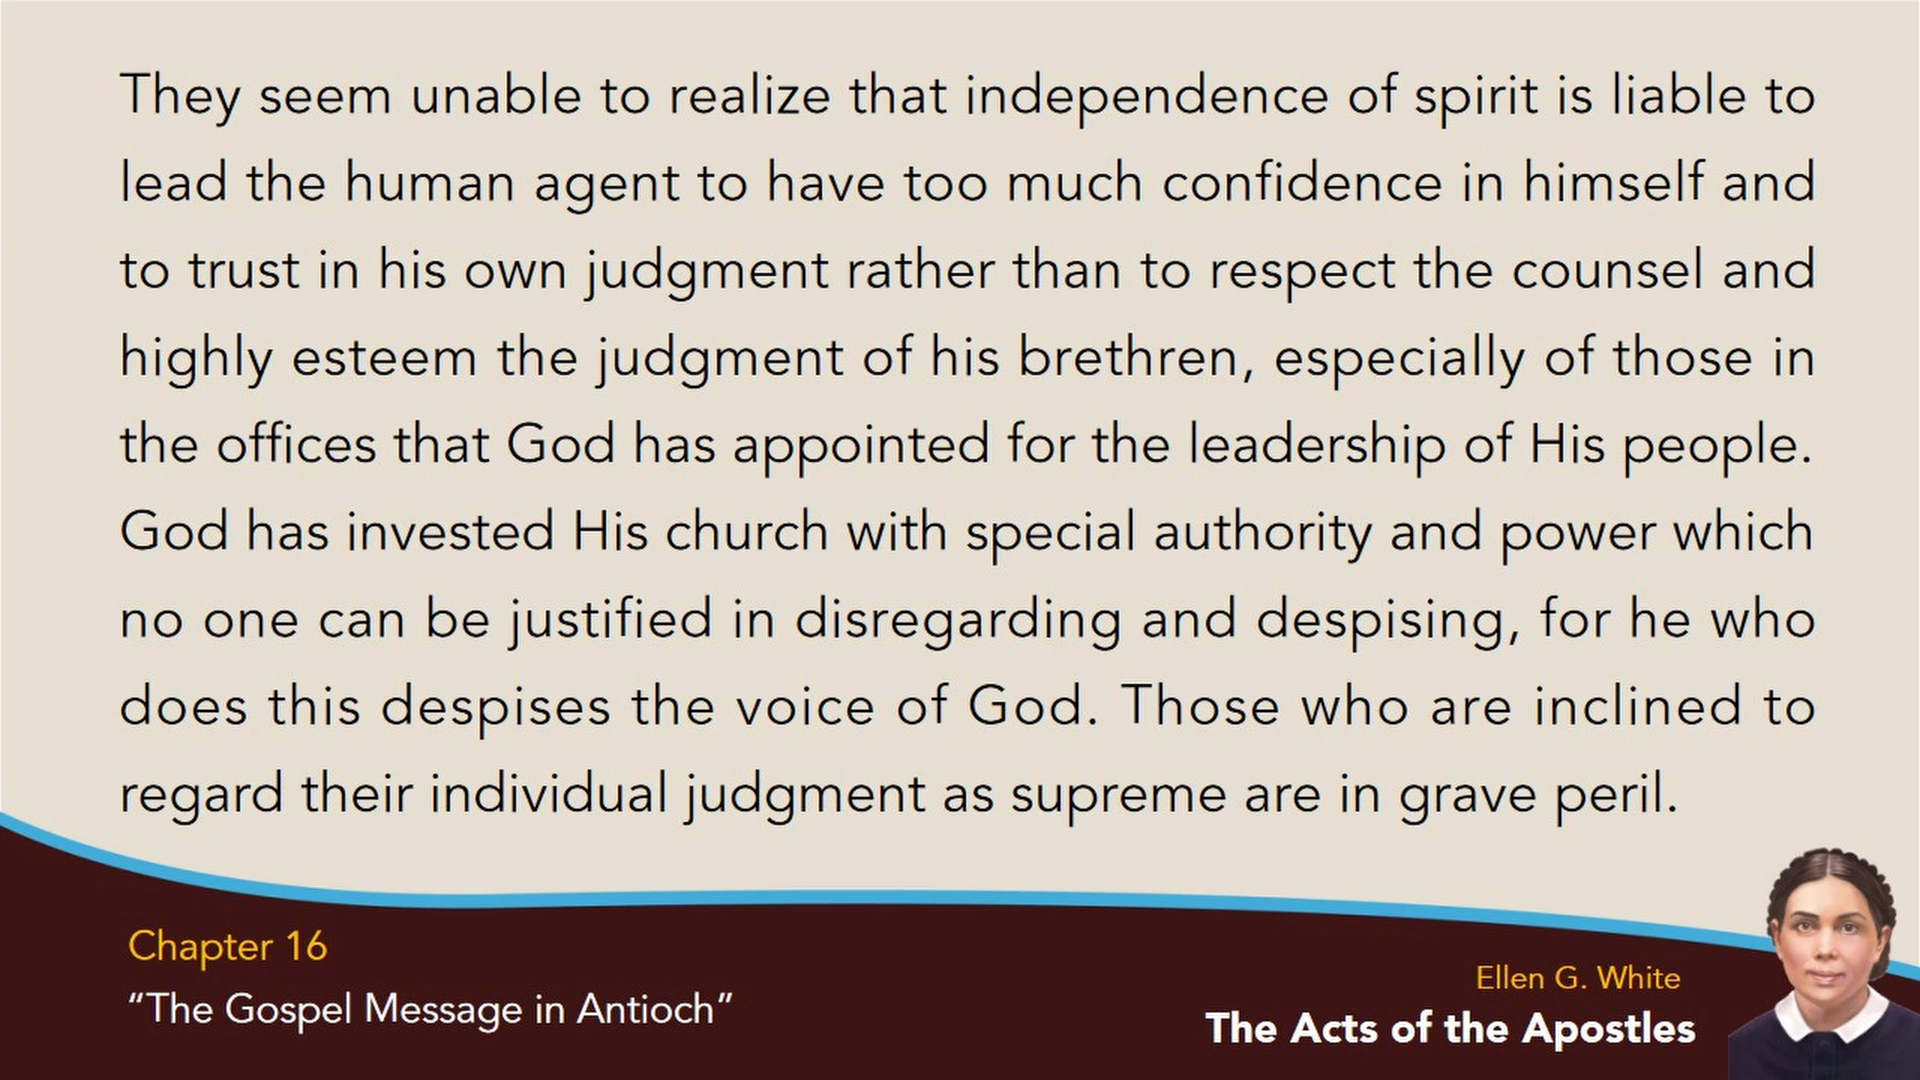 They seem unable to realize that independence of spirit is liable to
lead the human agent to have too much confidence in himself and
to trust in his own judgment rather than to respect the counsel and
highly esteem the judgment of his brethren, especially of those in
the offices that God has appointed for the leadership of His people.
God has invested His church with special authority and power which
no one can be justified in disregarding and despising, for he who
does this despises the voice of God. Those who are inclined to
regard their individual judgment as supreme are in grave peril.
Chapter 16
“The Gospel Message in Antioch”
Ellen G. White
The Acts of the Apostles